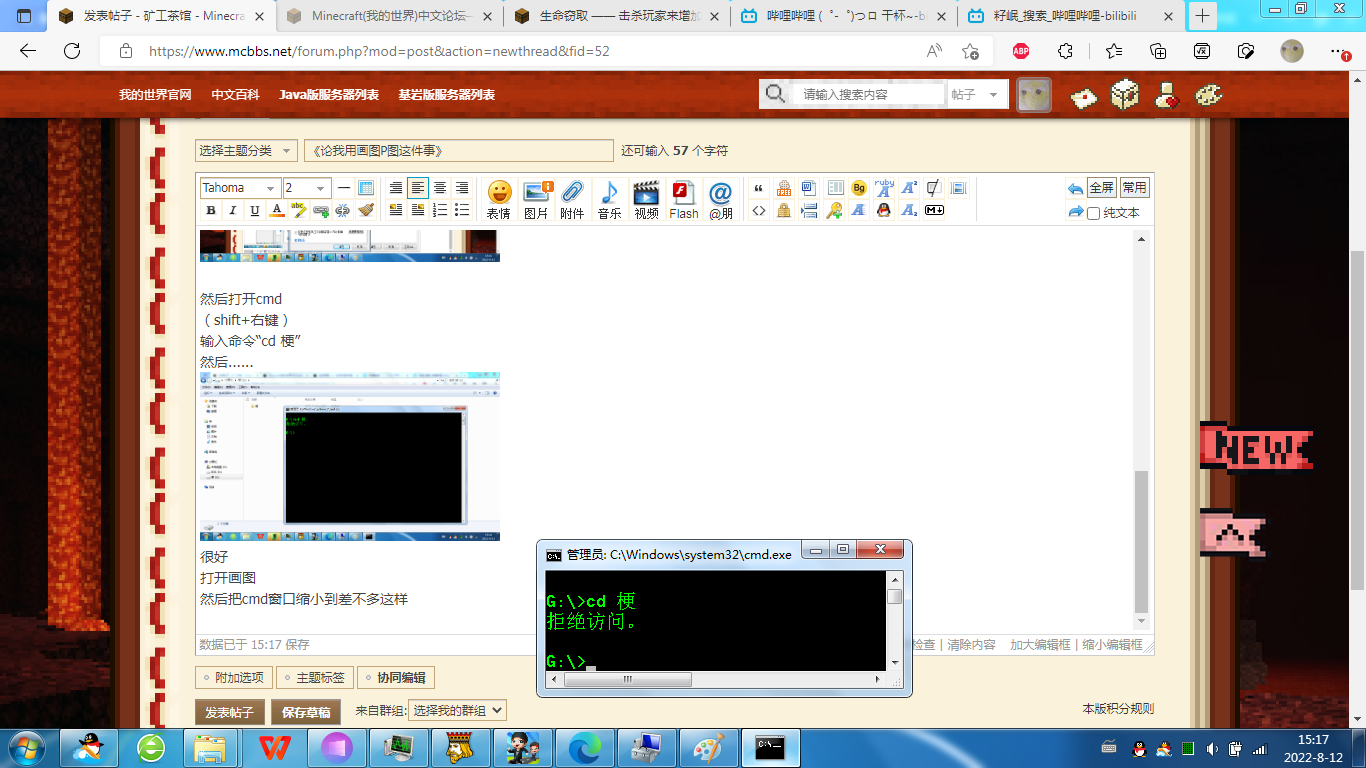 发表帖子 - 矿工茶馆 - Minecra
Minecraft(我的世界)中文论坛—
生命窃取 —— 击杀玩家来增加
哔哩哔哩 ( ゜- ゜)つロ 干杯~-bi
籽岷_搜索_哔哩哔哩-bilibili
https://www.mcbbs.net/forum.php?mod=post&action=newthread&fid=52
ABP
我的世界官网
中文百科
Java版服务器列表
基岩版服务器列表
请输入搜索内容
帖子
选择主题分类
《论我用画图P图这件事》
还可输入 57 个字符
Tahoma
2
表情
图片
附件
音乐
视频
Flash
@朋
Bg
ruby
全屏
常用
B I U A
纯文本
然后打开cmd
（shift+右键）
输入命令“cd 梗”
然后……
很好
打开画图
然后把cmd窗口缩小到差不多这样
NEW
管理员: C:\Windows\system32\cmd.exe
G:\>cd 梗
拒绝访问。
G:\>
数据已于 15:17 保存
检查 | 清除内容
加大编辑框 | 缩小编辑框
附加选项
主题标签
协同编辑
发表帖子
保存草稿
来自群组:
选择我的群组
本版积分规则
15:17
2022-8-12